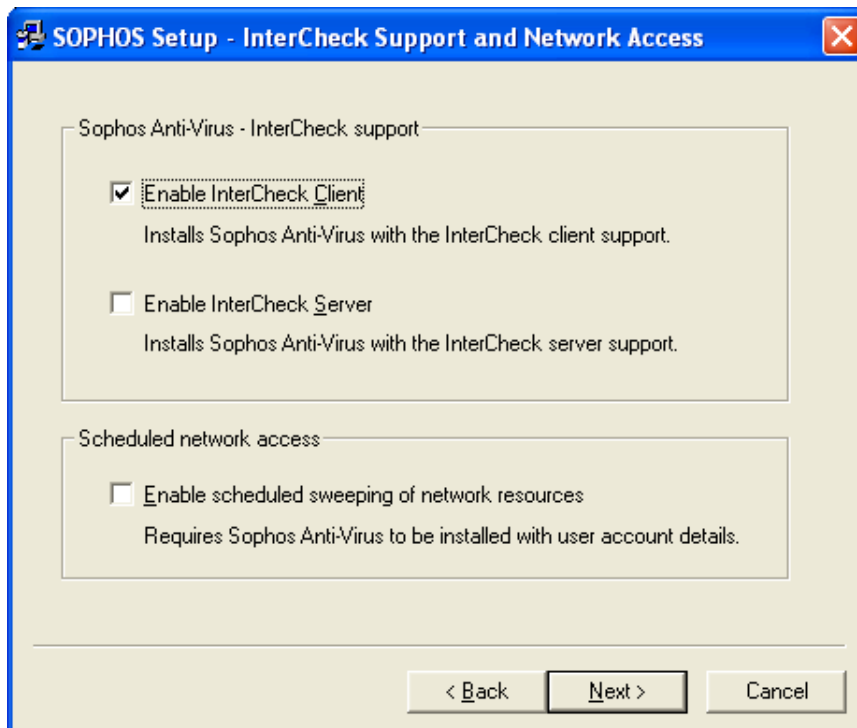 SOPHOS Setup - InterCheck Support and Network Access
Sophos Anti-Virus - InterCheck support
Enable InterCheck Client
Installs Sophos Anti-Virus with the InterCheck client support.
Enable InterCheck Server
Installs Sophos Anti-Virus with the InterCheck server support.
Scheduled network access
Enable scheduled sweeping of network resources
Requires Sophos Anti-Virus to be installed with user account details.
< Back Next > Cancel